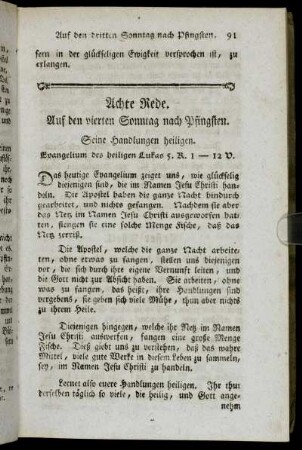 Auf den dritten Sonntag nach Pfingsten. 91
fern in der glückseligen Ewigkeit versprochen ist, zu
erlangen.
Achte Rede.
Auf den vierten Sonntag nach Pfingsten.
Seine Handlungen heiligen.
Evangelium des heiligen Lukas 5. K. 1 — 12 V.
Das heutige Evangelium zeiget uns, wie glückselig
diejenigen sind, die im Namen Jesu Christi han-
deln. Die Apostel haben die ganze Nacht hindurch
gearbeitet, und nichts gefangen. Nachdem sie aber
das Netz im Namen Jesu Christi ausgeworfen hat-
ten, fiengen sie eine solche Menge Fische, daß das
Netz zerriß.
Die Apostel, welche die ganze Nacht arbeite-
ten, ohne etwas zu fangen, stellen uns diejenigen
vor, die sich durch ihre eigene Vernunft leiten, und
die Gott nicht zur Absicht haben. Sie arbeiten, ohne
was zu fangen, das heißt, ihre Handlungen sind
vergebens, sie geben sich viele Mühe, thun aber nichts
zu ihrem Heile.
Diejenigen hingegen, welche ihr Netz im Namen
Jesu Christi auswerfen, fangen eine große Menge
Fische. Dieß giebt uns zu verstehen, daß das wahre
Mittel, viele gute Werke in diesem Leben zu sammeln,
sey, im Namen Jesu Christi zu handeln.
Lernet also euere Handlungen heiligen. Ihr thut
derselben täglich so viele, die heilig, und Gott ange-
nehm